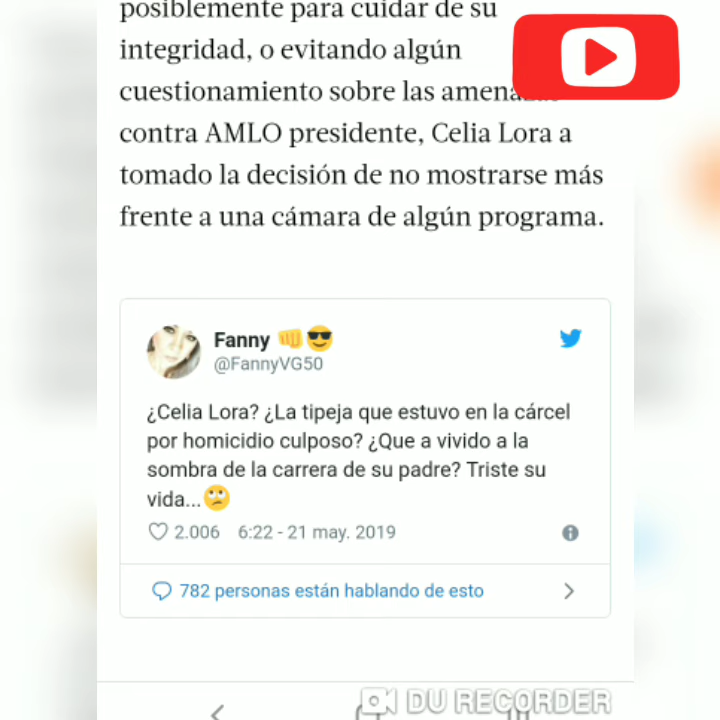 posiblemente para cuidar de su
integridad, o evitando algún
cuestionamiento sobre las
contra AMLO presidente, Celia Lora a
tomado la decisión de no mostrarse más
frente a una cámara de algún programa.
Fanny 👊😎
@FannyVG50
¿Celia Lora? ¿La tipeja que estuvo en la cárcel
por homicidio culposo? ¿Que a vivido a la
sombra de la carrera de su padre? Triste su
vida...🙄
2.006 6:22 - 21 may. 2019
782 personas están hablando de esto
DU RECORDER